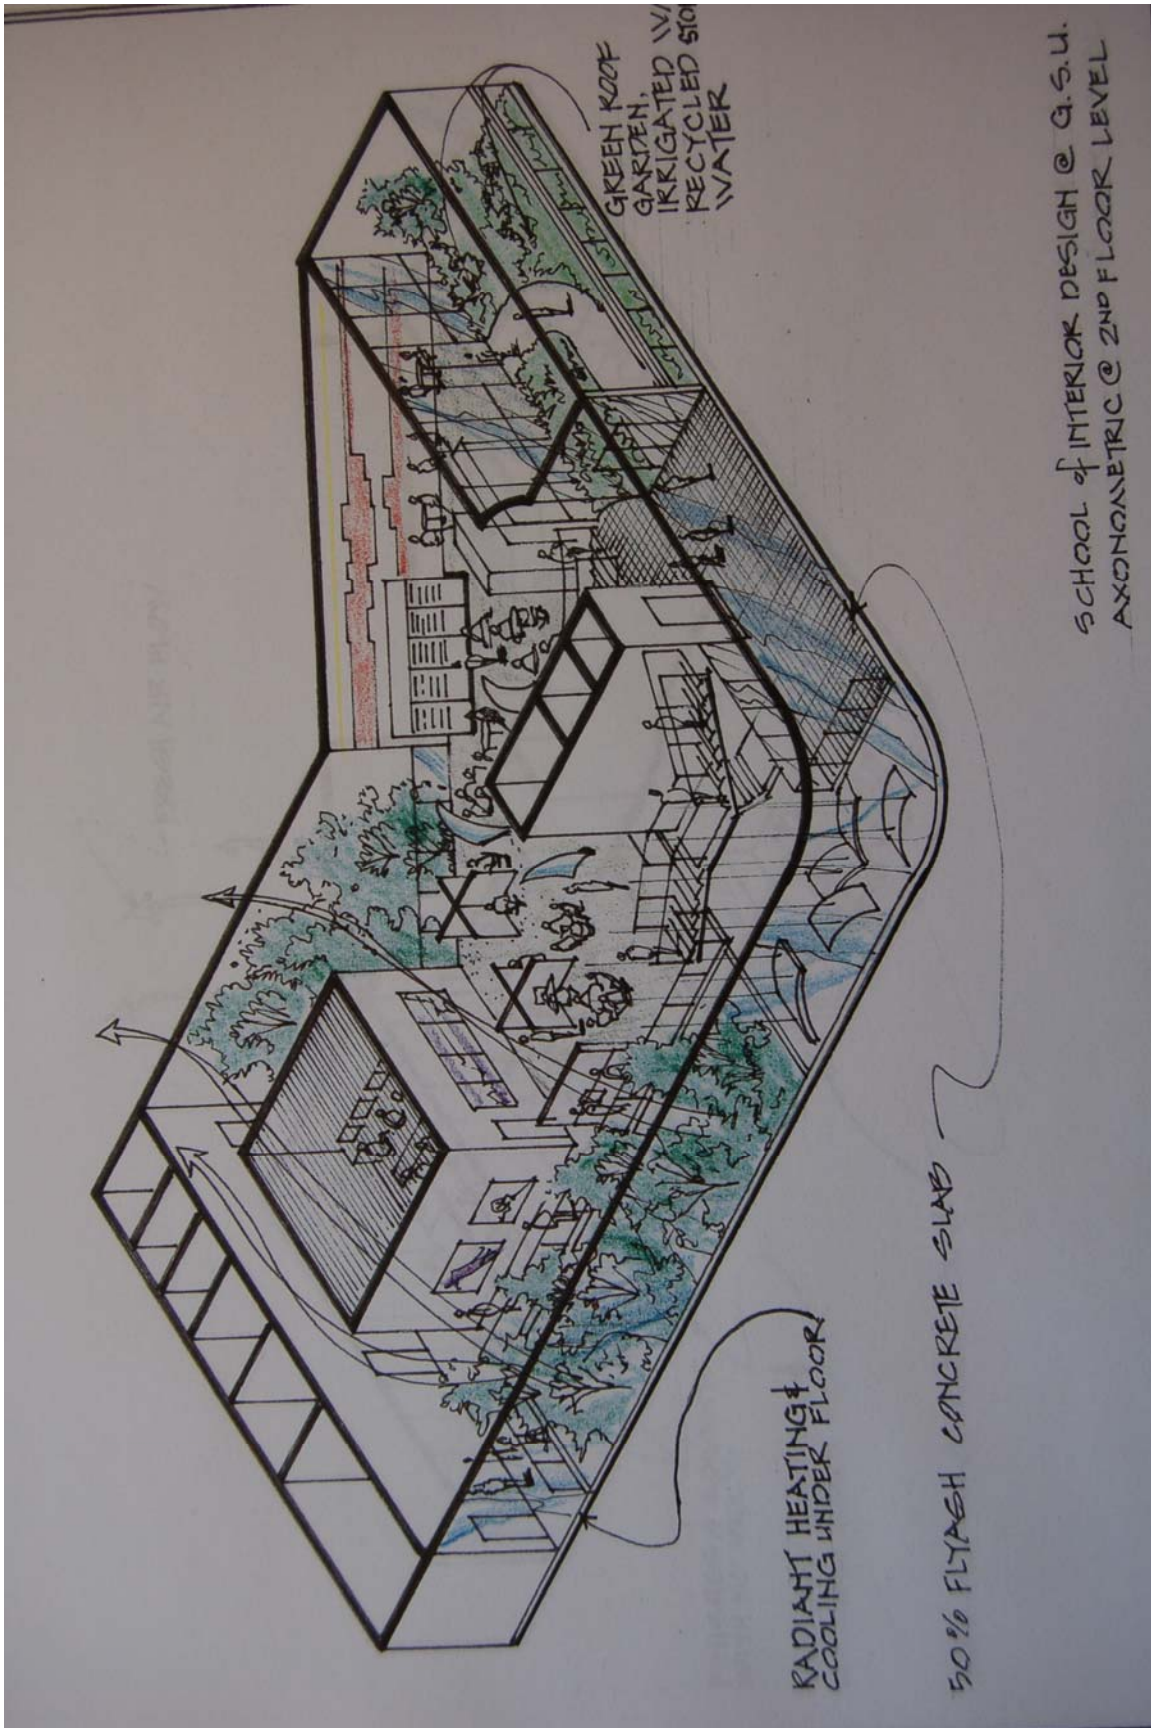 GREEN ROOF
GARDEN,
IRRIGATED W/
RECYCLED
WATER
SCHOOL of INTERIOR DESIGN @ G.S.U.
AXONOMETRIC @ 2ND FLOOR LEVEL
RADIANT HEATING &
COOLING UNDER FLOOR
50% FLYASH CONCRETE SLAB